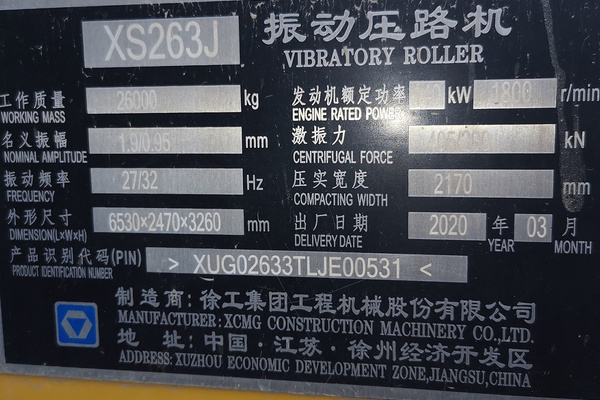 XS263J 振动压路机
VIBRATORY ROLLER
工作质量 26000 kg 发动机额定功率 kW 1800 r/min
WORKING MASS ENGINE RATED POWER
名义振幅 1.9/0.95 mm 激振力 kN
NOMINAL AMPLITUDE CENTRIFUGAL FORCE
振动频率 27/32 Hz 压实宽度 2170 mm
FREQUENCY COMPACTING WIDTH
外形尺寸 6530×2470×3260 mm 出厂日期 2020 年 03 月
DIMENSION(L×W×H) DELIVERY DATE YEAR MONTH
产品识别代码(PIN) > XUG02633TLJE00531 <
PRODUCT IDENTIFICATION NUMBER
制造商:徐工集团工程机械股份有限公司
MANUFACTURER:XCMG CONSTRUCTION MACHINERY CO.,LTD.
地 址:中国·江苏·徐州经济开发区
ADDRESS:XUZHOU ECONOMIC DEVELOPMENT ZONE,JIANGSU,CHINA